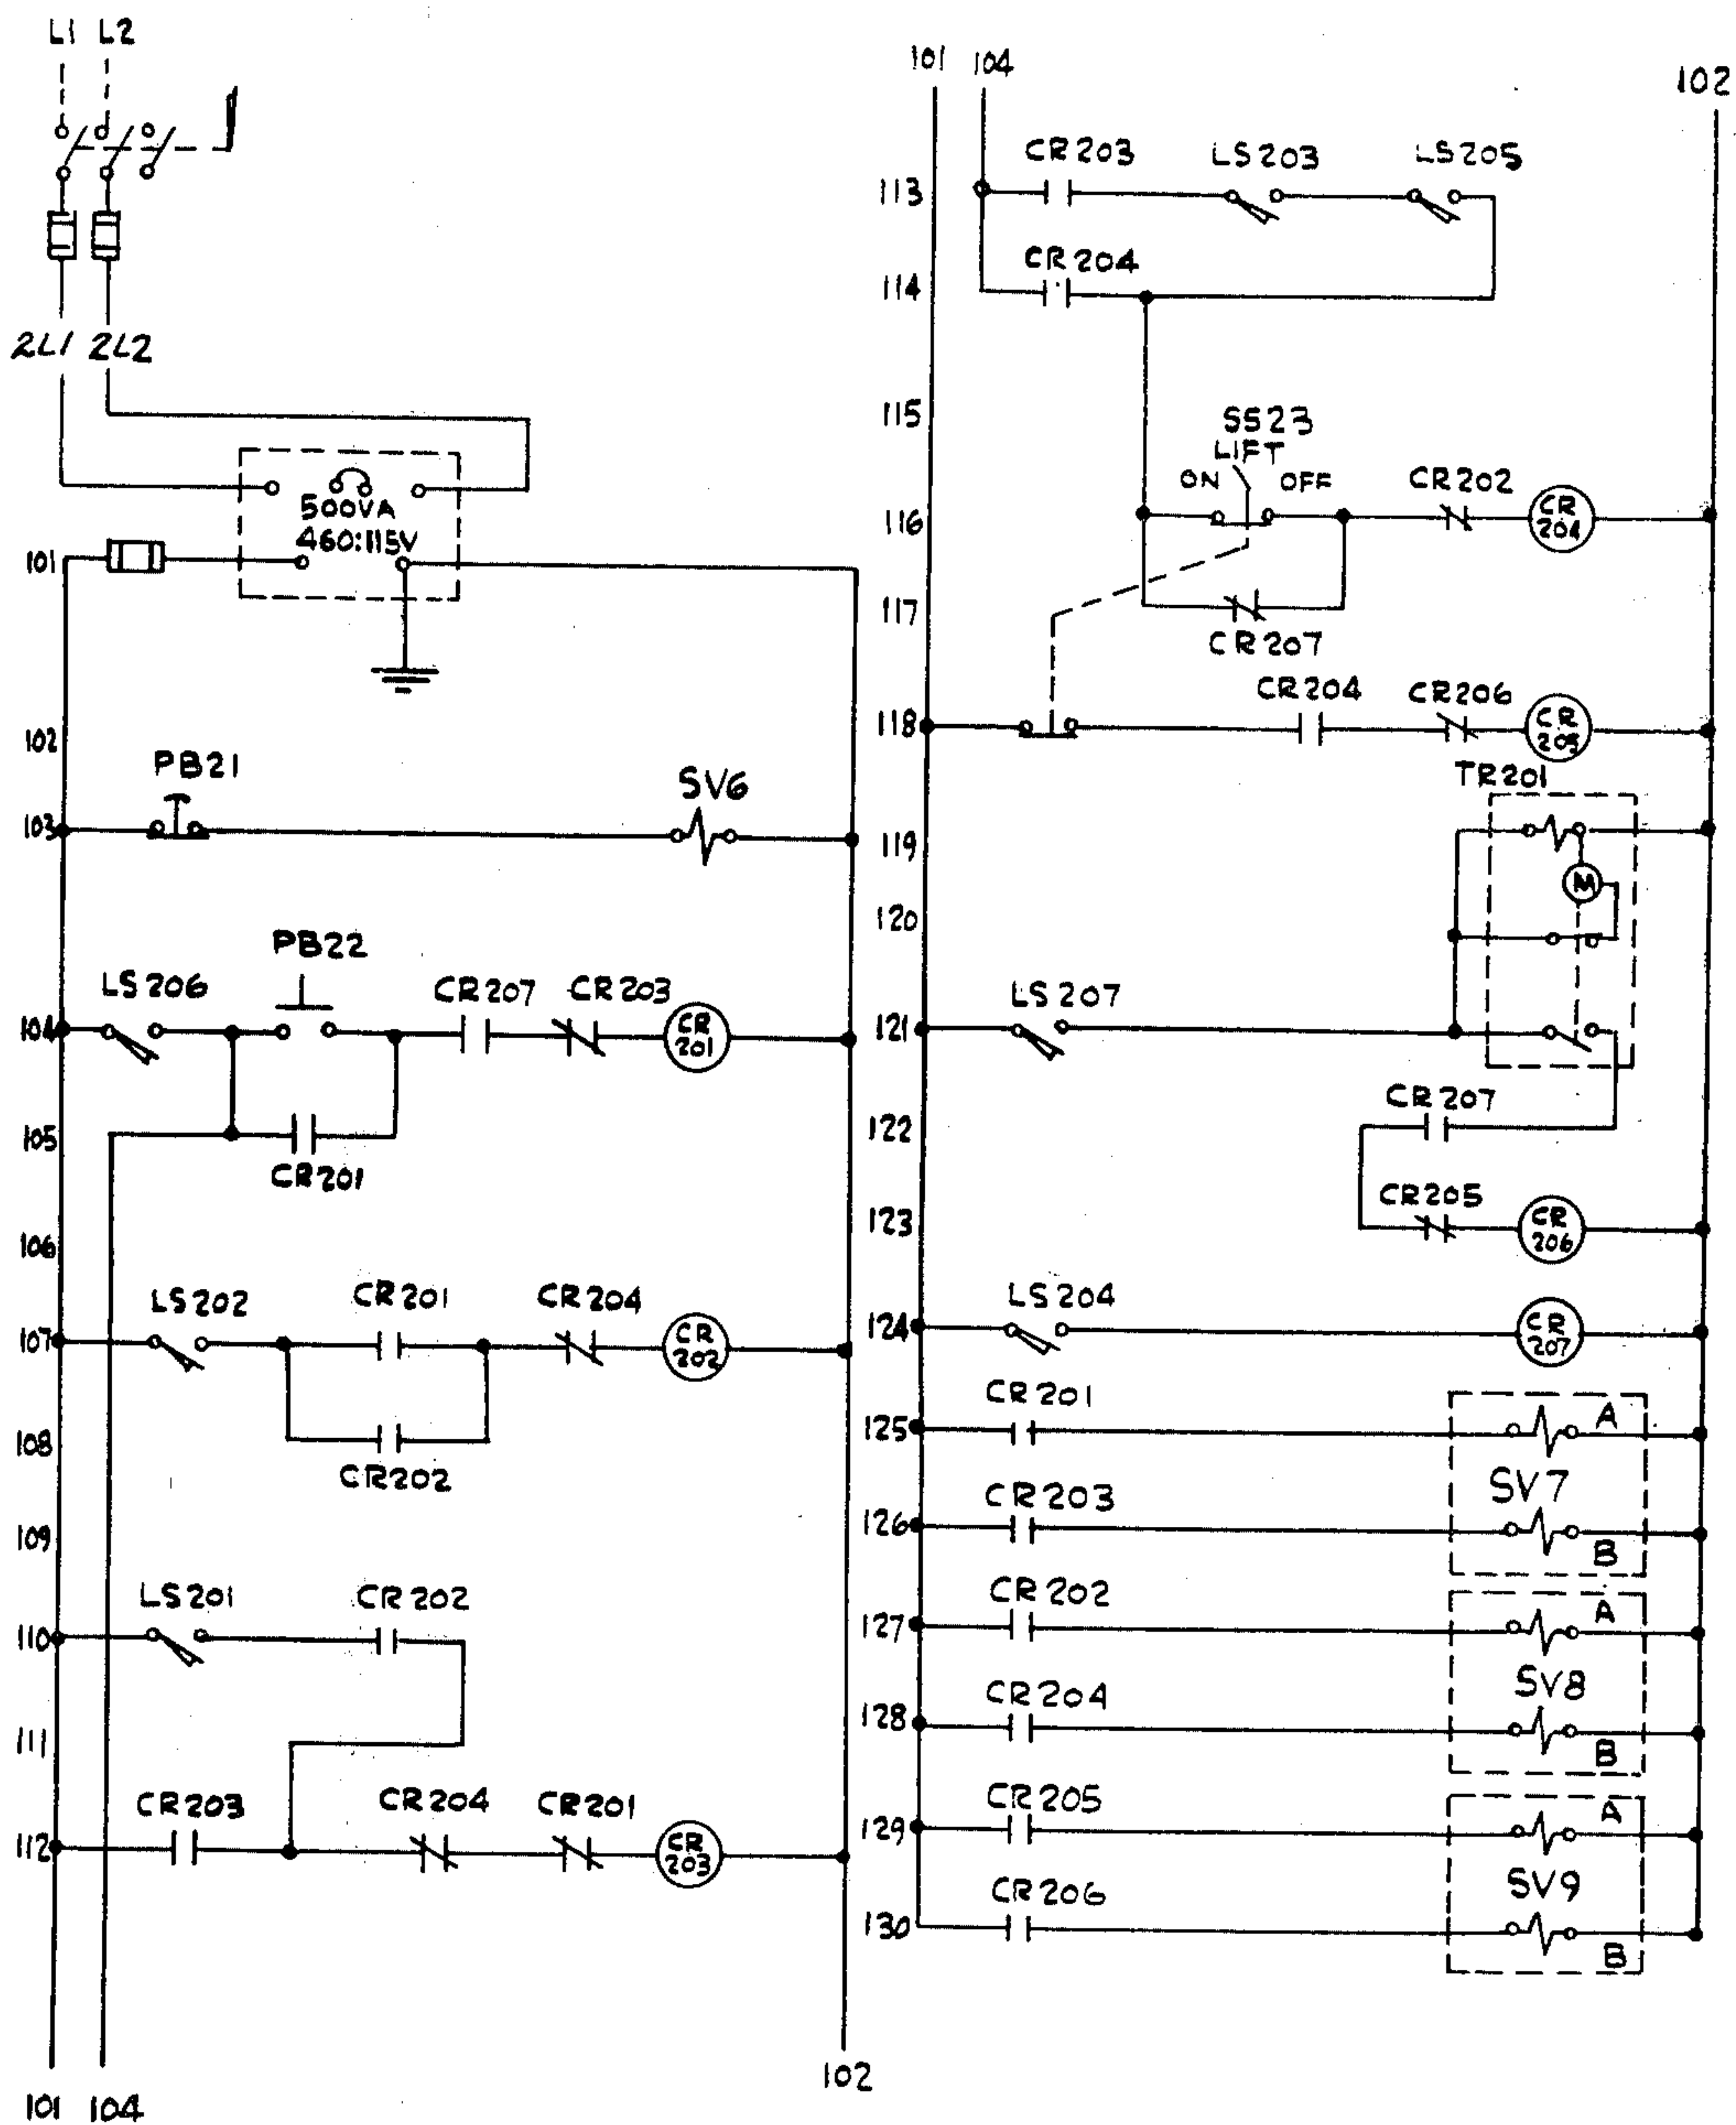 L1 L2
2L1 2L2
500VA
460:115V
101
102
PB21
SV6
103
PB22
LS206
CR207
CR203
104
CR
201
105
CR201
106
LS202
CR201
CR204
107
CR
202
108
CR202
109
LS201
CR202
110
111
CR203
CR204
CR201
112
CR
203
101 104
102
101 104
102
CR203
LS203
LS205
113
CR204
114
115
SS23
LIFT
ON
OFF
CR202
116
CR
204
117
CR207
CR204
CR206
118
CR
205
TR201
119
M
120
LS207
121
CR207
122
CR205
123
CR
206
LS204
124
CR
207
CR201
125
A
SV7
CR203
126
B
CR202
127
A
SV8
CR204
128
B
CR205
129
A
SV9
CR206
130
B